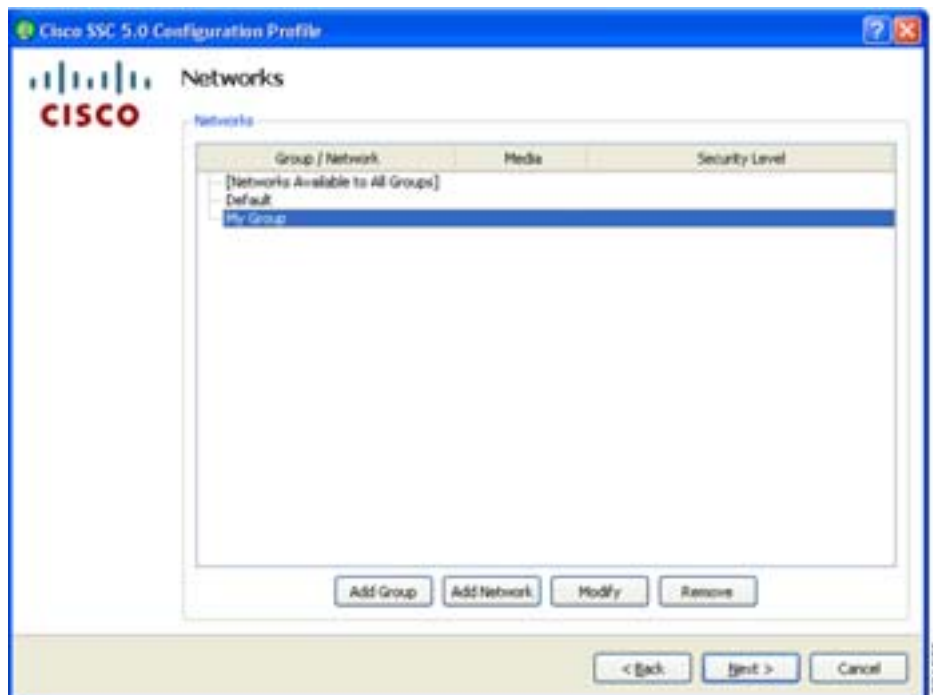 Cisco SSC 5.0 Configuration Profile
CISCO
Networks
Networks
Group / Network Media Security Level
[Networks Available to All Groups]
Default
My Group
Add Group Add Network Modify Remove
< Back Next > Cancel